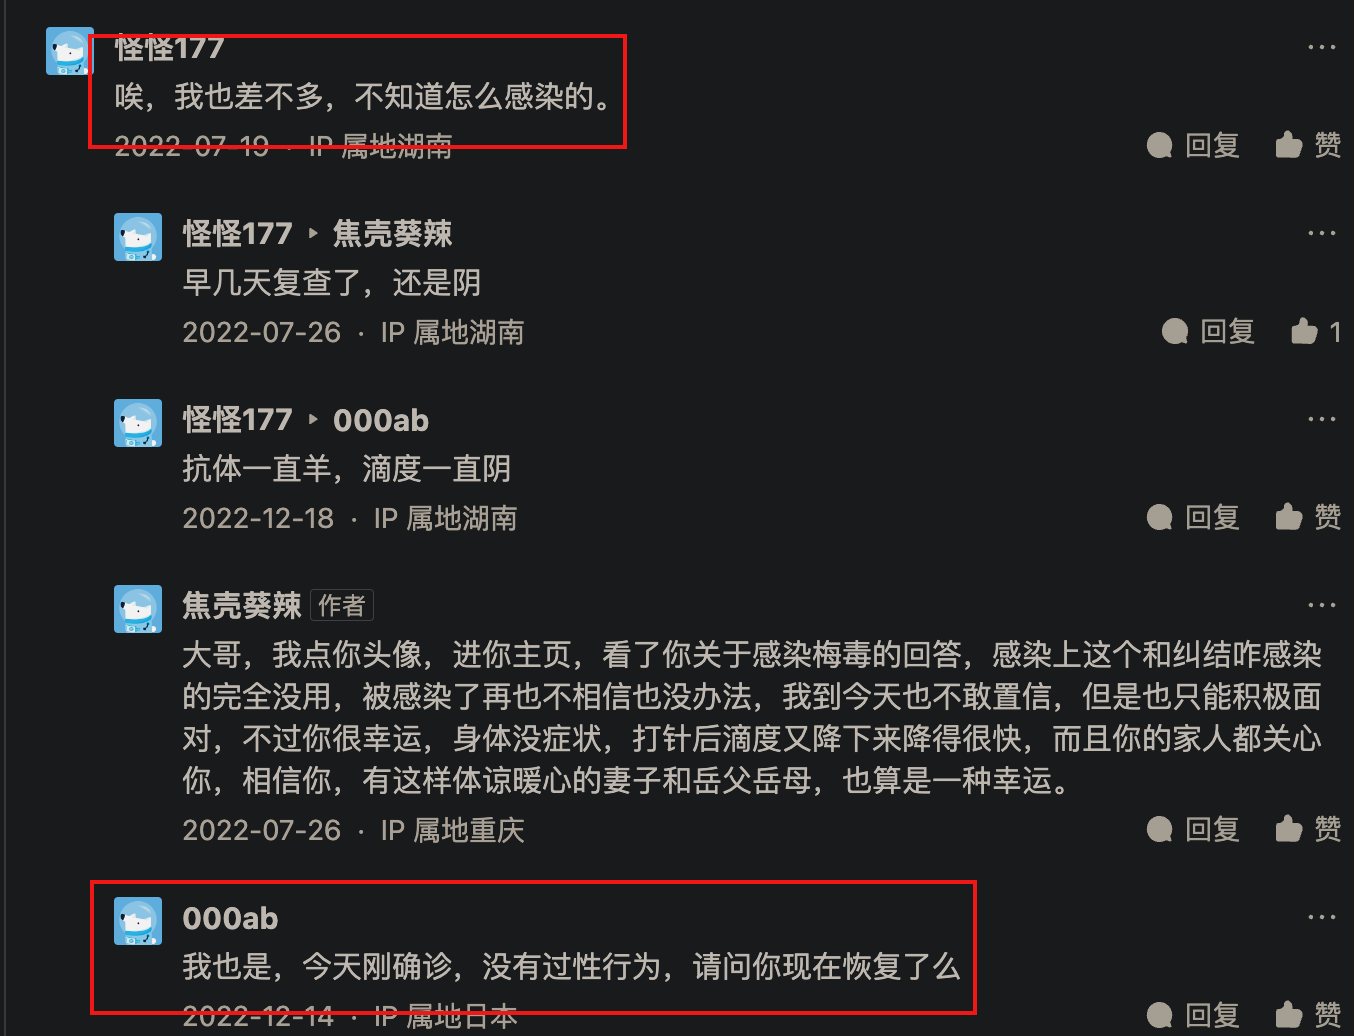 怪怪177
唉，我也差不多，不知道怎么感染的。
2022-07-19 · IP 属地湖南
回复 赞
怪怪177 ‣ 焦壳葵辣
早几天复查了，还是阴
2022-07-26 · IP 属地湖南
回复 1
怪怪177 ‣ 000ab
抗体一直羊，滴度一直阴
2022-12-18 · IP 属地湖南
回复 赞
焦壳葵辣 作者
大哥，我点你头像，进你主页，看了你关于感染梅毒的回答，感染上这个和纠结咋感染
的完全没用，被感染了再也不相信也没办法，我到今天也不敢置信，但是也只能积极面
对，不过你很幸运，身体没症状，打针后滴度又降下来降得很快，而且你的家人都关心
你，相信你，有这样体谅暖心的妻子和岳父岳母，也算是一种幸运。
2022-07-26 · IP 属地重庆
回复 赞
000ab
我也是，今天刚确诊，没有过性行为，请问你现在恢复了么
2022-12-14 · IP 属地日本
回复 赞